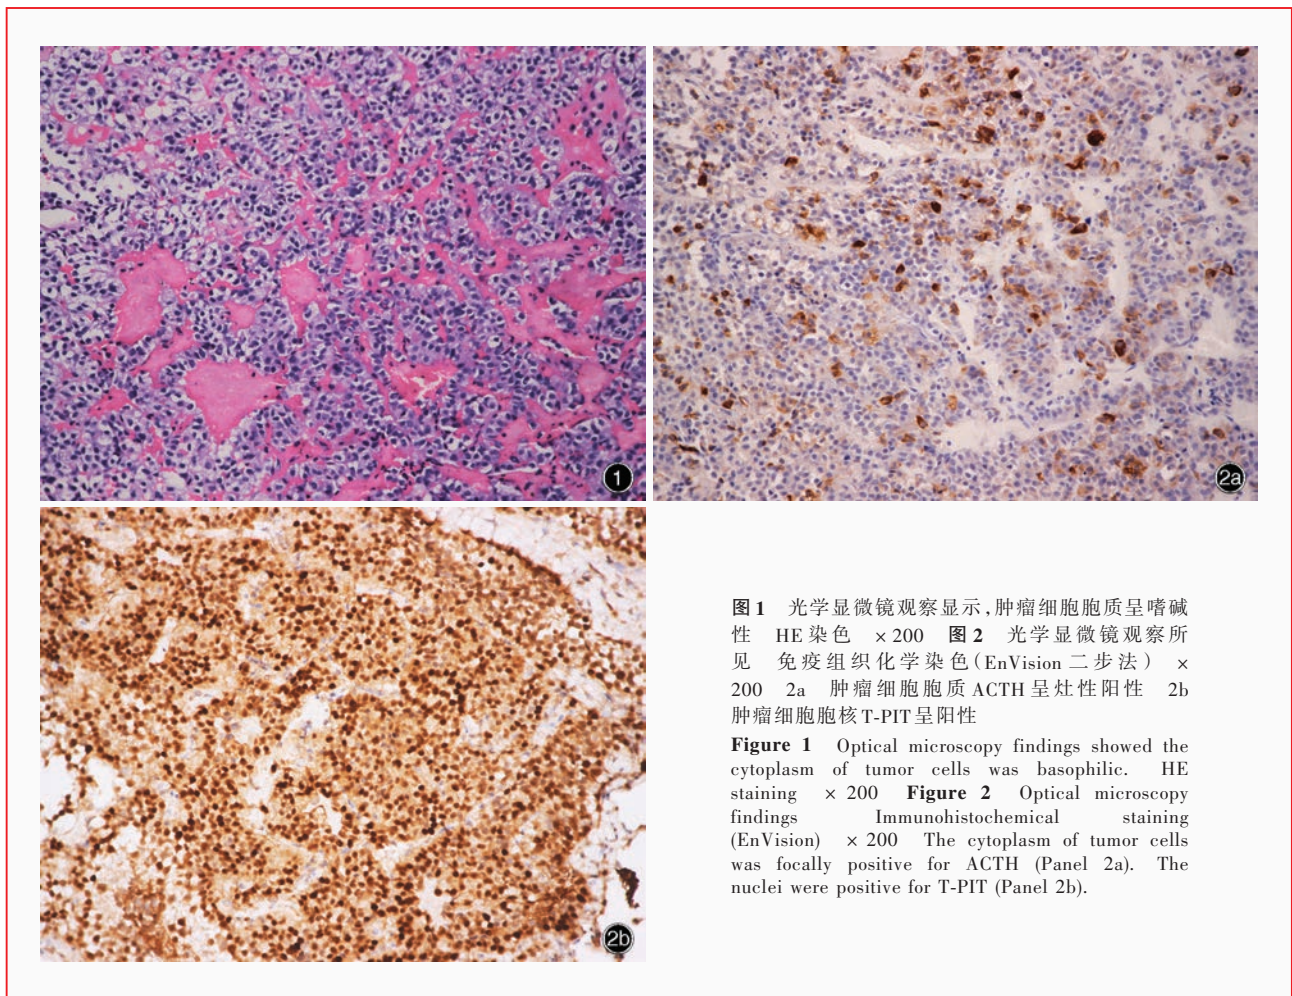 1
2a
2b
图1 光学显微镜观察显示,肿瘤细胞胞质呈嗜碱
性 HE染色 ×200 图2 光学显微镜观察所
见 免疫组织化学染色(EnVision二步法) ×
200 2a 肿瘤细胞胞质ACTH呈灶性阳性 2b
肿瘤细胞胞核T-PIT呈阳性
Figure 1 Optical microscopy findings showed the
cytoplasm of tumor cells was basophilic. HE
staining × 200 Figure 2 Optical microscopy
findings Immunohistochemical staining
(EnVision) × 200 The cytoplasm of tumor cells
was focally positive for ACTH (Panel 2a). The
nuclei were positive for T-PIT (Panel 2b).